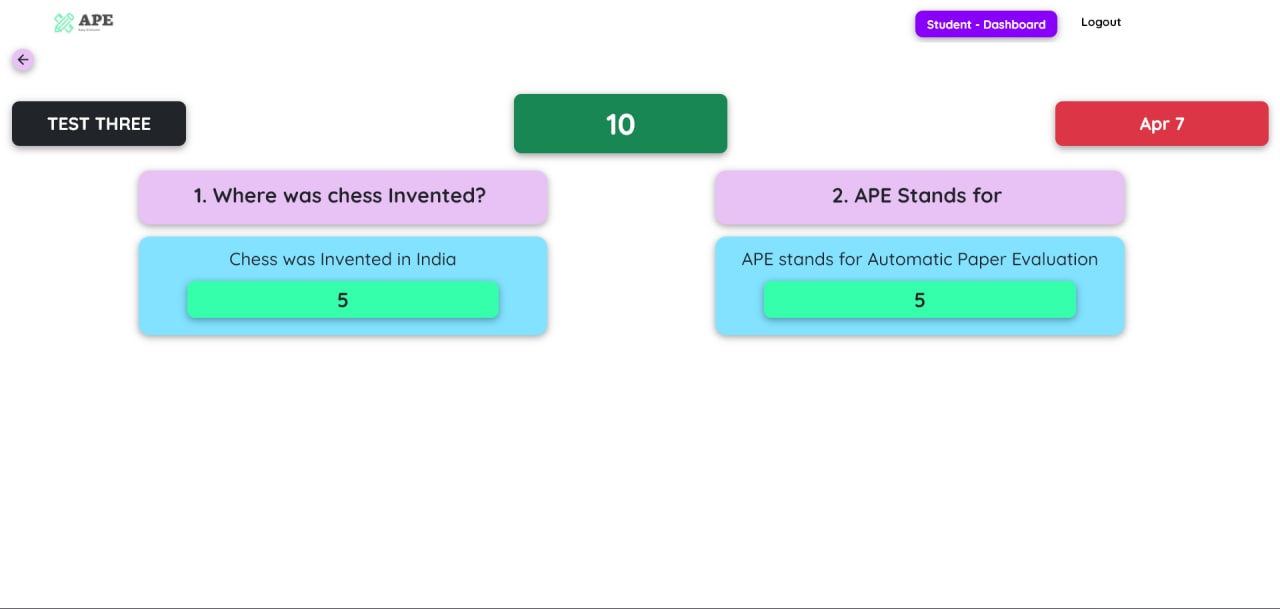 APE
Student - Dashboard
Logout
TEST THREE
10
Apr 7
1. Where was chess Invented?
Chess was Invented in India
5
2. APE Stands for
APE stands for Automatic Paper Evaluation
5